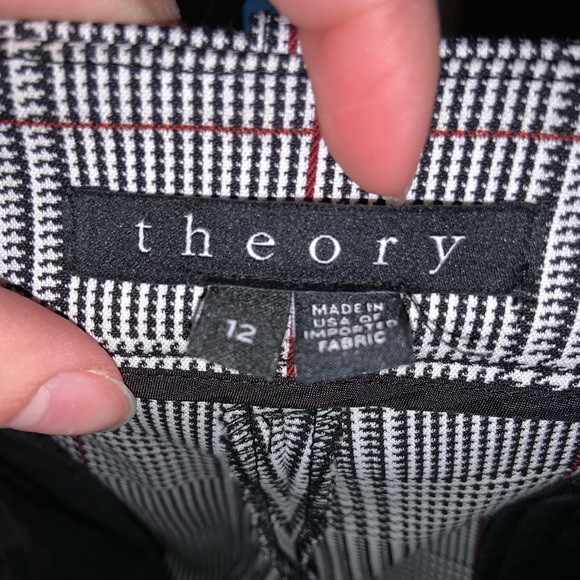 theory
12
MADE IN
USA OF
IMPORTED
FABRIC